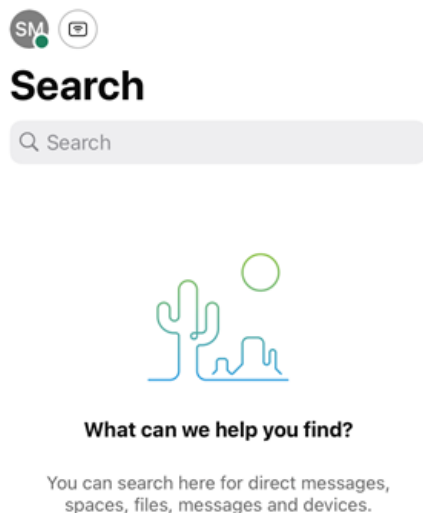 SM
Search
Search
What can we help you find?
You can search here for direct messages,
spaces, files, messages and devices.